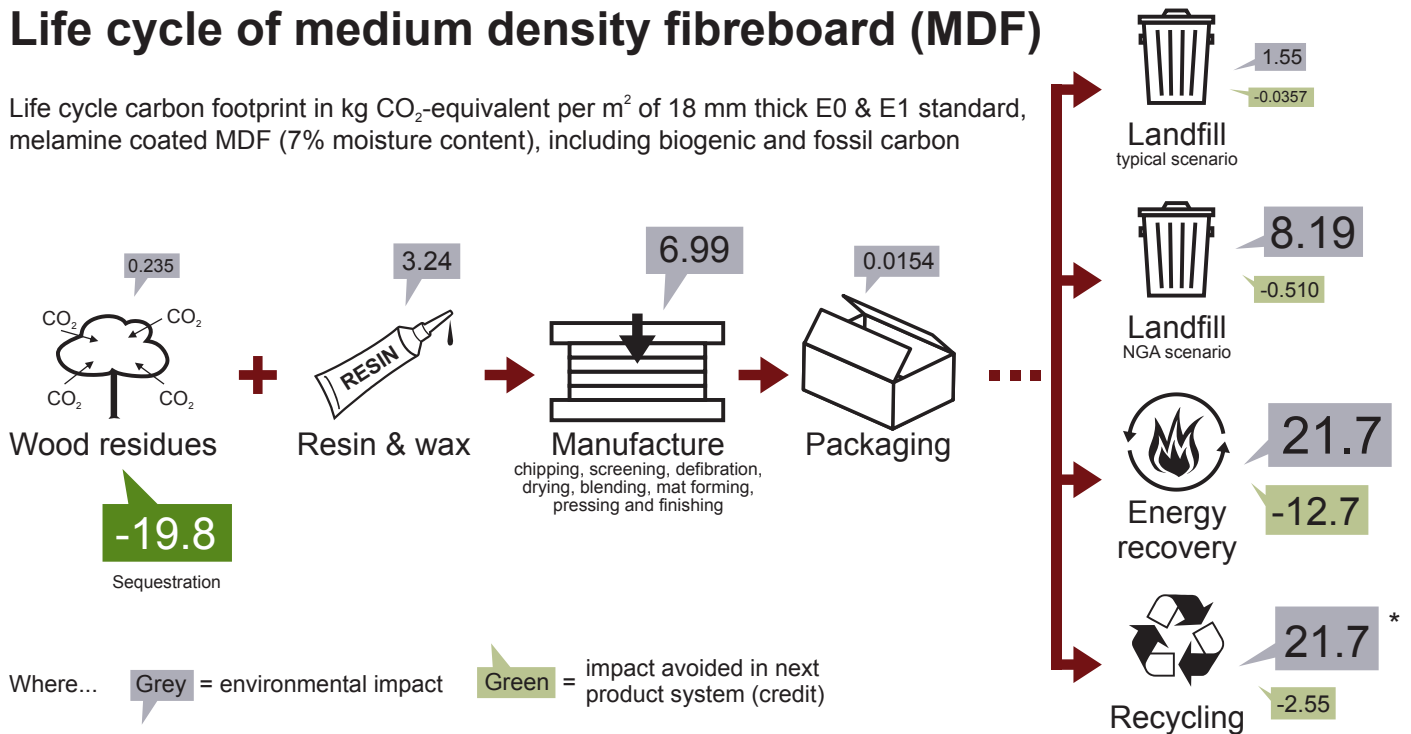 Life cycle of medium density fibreboard (MDF)
Life cycle carbon footprint in kg CO₂-equivalent per m² of 18 mm thick E0 & E1 standard,
melamine coated MDF (7% moisture content), including biogenic and fossil carbon
0.235
CO₂
CO₂
CO₂
CO₂
Wood residues
-19.8
Sequestration
3.24
RESIN
Resin & wax
6.99
Manufacture
chipping, screening, defibration,
drying, blending, mat forming,
pressing and finishing
0.0154
Packaging
1.55
-0.0357
Landfill
typical scenario
8.19
-0.510
Landfill
NGA scenario
21.7
-12.7
Energy
recovery
21.7 *
-2.55
Recycling
Where... Grey = environmental impact
Green = impact avoided in next
product system (credit)